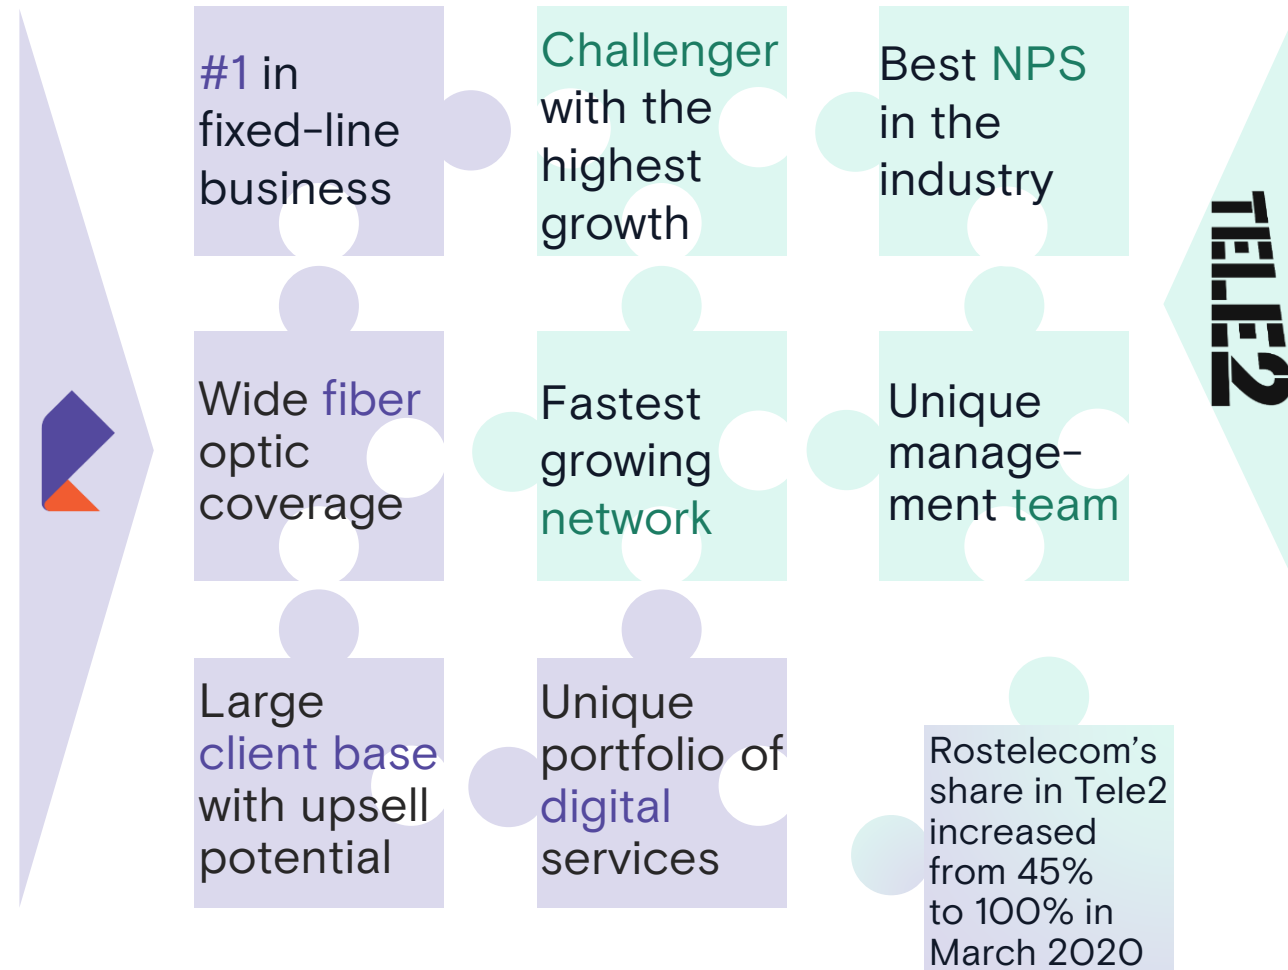 #1 in
fixed-line
business
Challenger
with the
highest
growth
Best NPS
in the
industry
TELE2
Wide fiber
optic
coverage
Fastest
growing
network
Unique
manage-
ment team
Large
client base
with upsell
potential
Unique
portfolio of
digital
services
Rostelecom’s
share in Tele2
increased
from 45%
to 100% in
March 2020